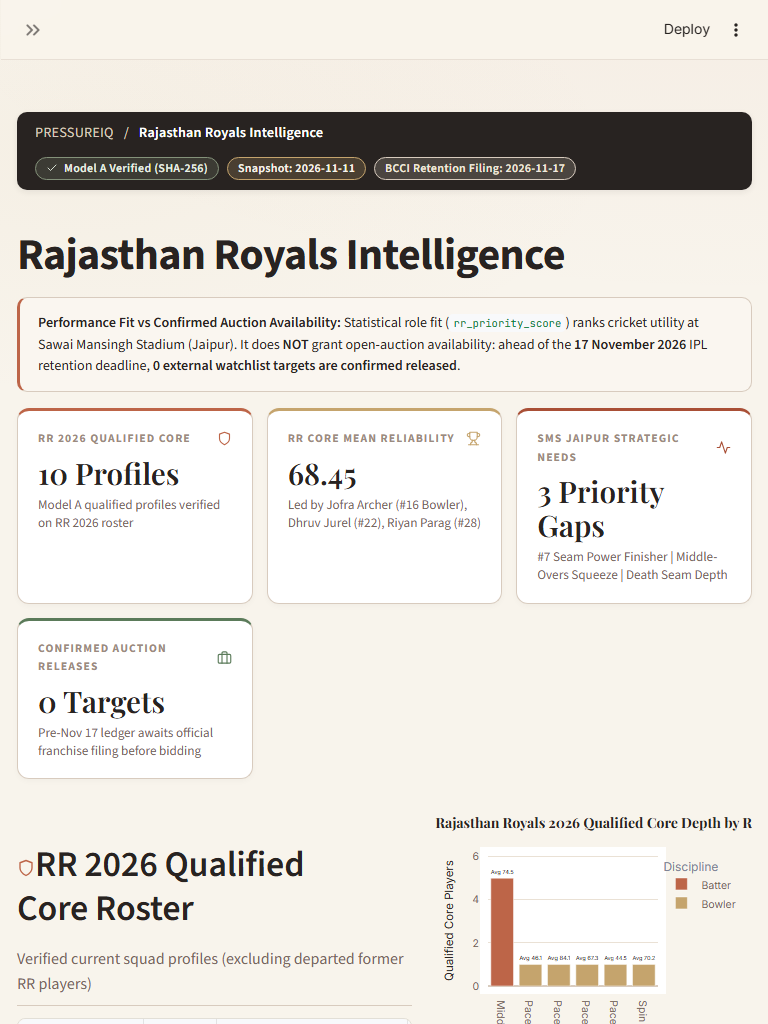 Deploy
PRESSUREIQ / Rajasthan Royals Intelligence
Model A Verified (SHA-256)
Snapshot: 2026-11-11
BCCI Retention Filing: 2026-11-17
Rajasthan Royals Intelligence
Performance Fit vs Confirmed Auction Availability: Statistical role fit ( rr_priority_score ) ranks cricket utility at
Sawai Mansingh Stadium (Jaipur). It does NOT grant open-auction availability: ahead of the 17 November 2026 IPL
retention deadline, 0 external watchlist targets are confirmed released.
RR 2026 QUALIFIED CORE
10 Profiles
Model A qualified profiles verified
on RR 2026 roster
RR CORE MEAN RELIABILITY
68.45
Led by Jofra Archer (#16 Bowler),
Dhruv Jurel (#22), Riyan Parag (#28)
SMS JAIPUR STRATEGIC
NEEDS
3 Priority
Gaps
#7 Seam Power Finisher | Middle-
Overs Squeeze | Death Seam Depth
CONFIRMED AUCTION
RELEASES
0 Targets
Pre-Nov 17 ledger awaits official
franchise filing before bidding
RR 2026 Qualified
Core Roster
Verified current squad profiles (excluding departed former
RR players)
Rajasthan Royals 2026 Qualified Core Depth by R
Qualified Core Players
6
4
2
0
Avg 74.5
Avg 46.1
Avg 84.1
Avg 67.3
Avg 44.5
Avg 70.2
Discipline
Batter
Bowler
Midd
Pace
Pace
Pace
Pace
Spin